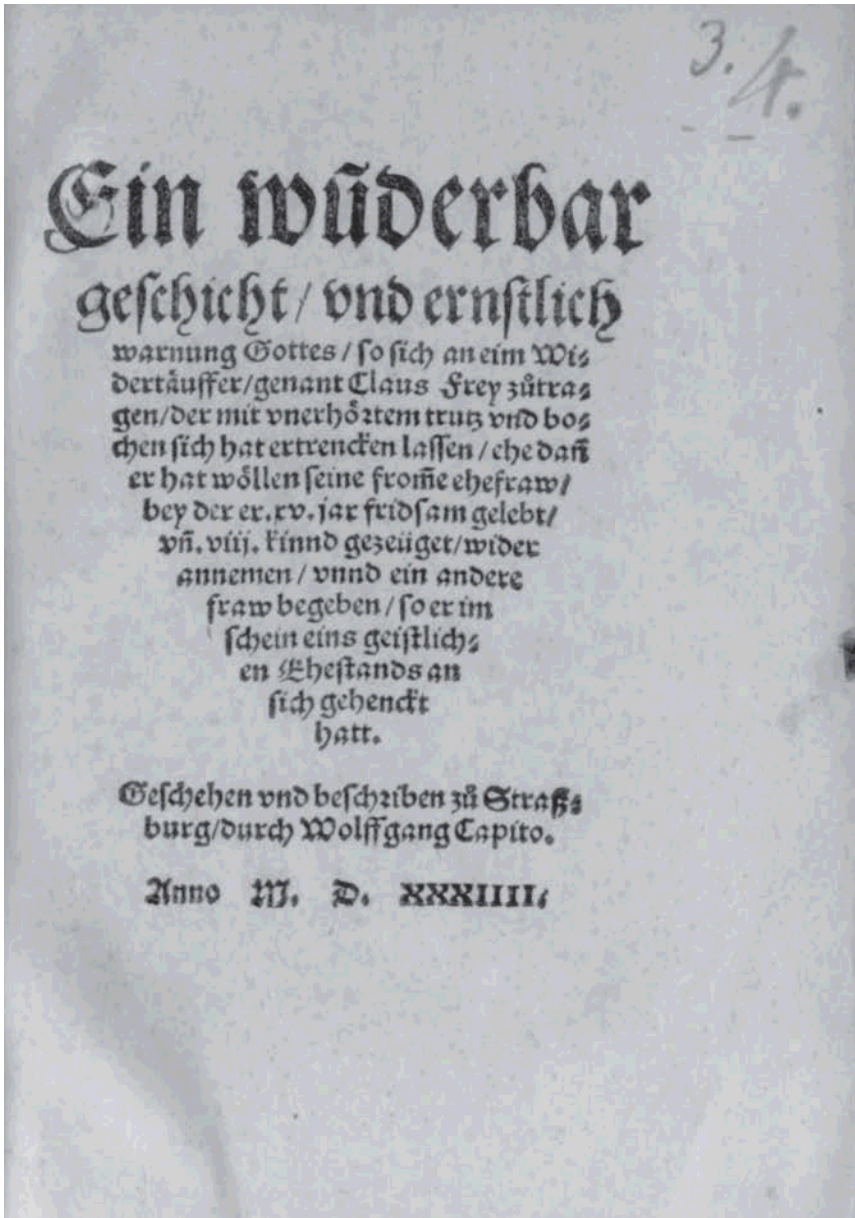 3. 4.
Ein wũderbar
geschicht/ vnd ernstlich
warnung Gottes/ so sich an eim Wi⸗
dertäuffer/genant Claus Frey zůtra⸗
gen/der mit vnerhörtem trutz vnd bo⸗
chen sich hat ertrencken lassen/ ehe dañ
er hat wöllen seine from̃e ehefraw/
bey der er.xv.jar fridsam gelebt/
vñ.viij.kinnd gezeüget/wider
annemen/ vnnd ein andere
fraw begeben/ so er im
schein eins geistlich⸗
en Ehestands an
sich gehenckt
hatt.
Geschehen vnd beschriben zů Straß⸗
burg/durch Wolffgang Capito.
Anno M. D. XXXIIII.